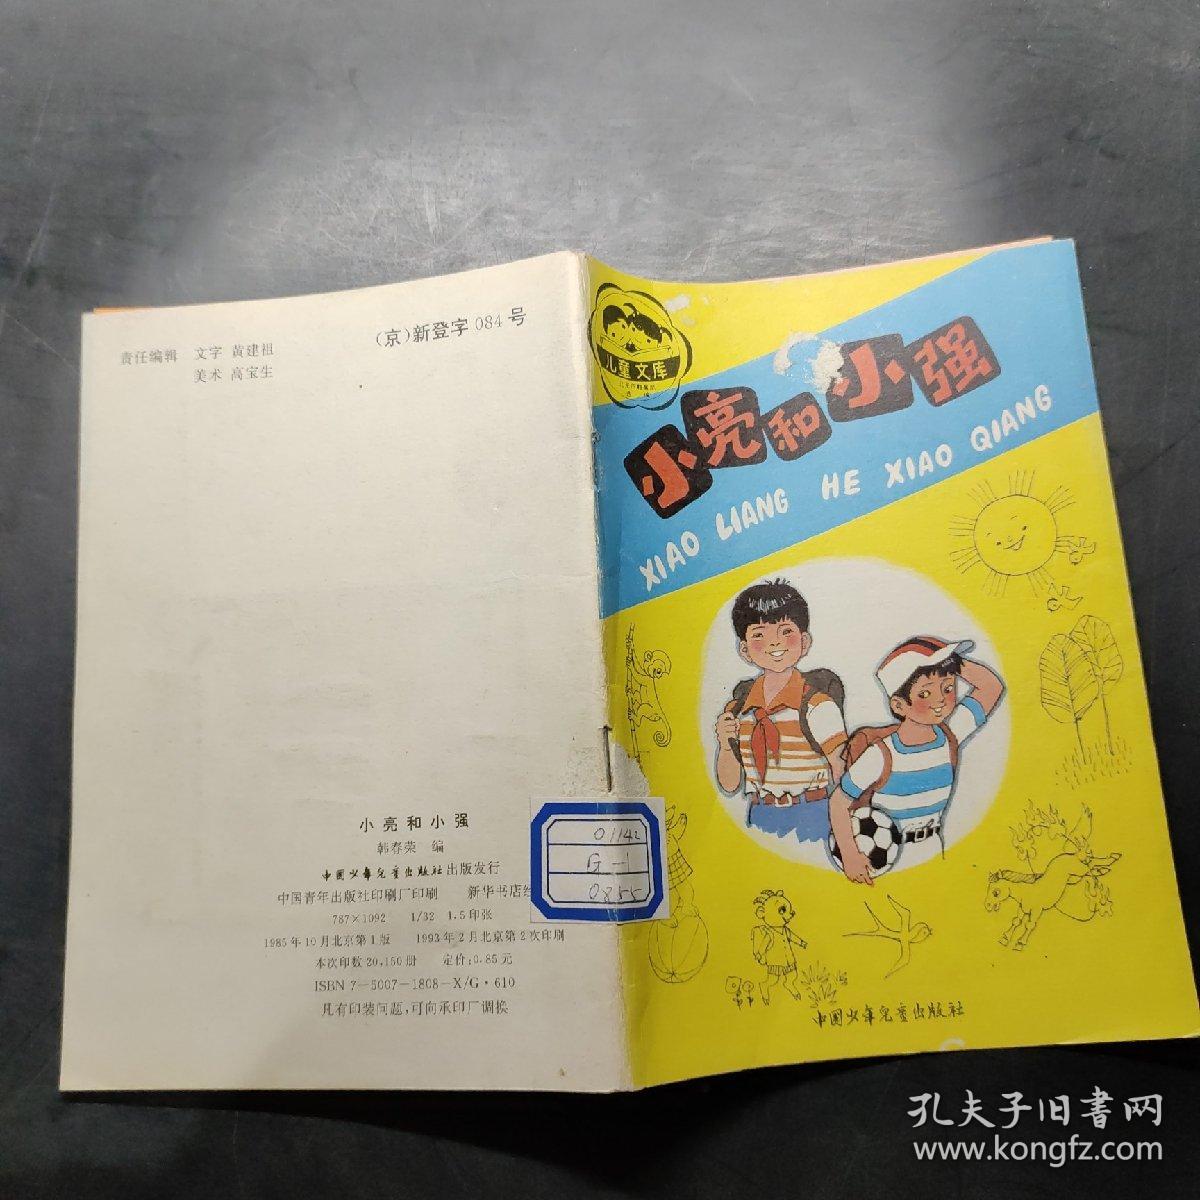 (京)新登字 084 号
责任编辑 文字 黄建祖
美术 高宝生
小亮和小强
韩春荣 编
中国少年儿童出版社出版发行
中国青年出版社印刷厂印刷 新华书店经
787×1092 1/32 1.5印张
1985年10月北京第1版 1993年2月北京第2次印刷
本次印数20,150册 定价:0.85元
ISBN 7-5007-1808-X/G·610
凡有印装问题,可向承印厂调换
01142
G-1
0855
儿童文库
小亮和小强
XIAO LIANG HE XIAO QIANG
中国少年儿童出版社
孔夫子旧书网
www.kongfz.com